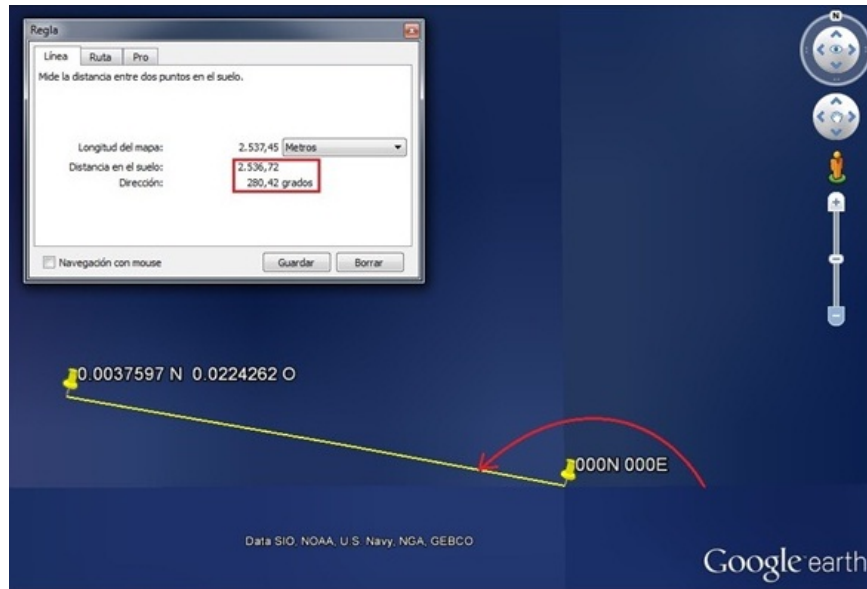 Regla
Línea Ruta Pro
Mide la distancia entre dos puntos en el suelo.
Longitud del mapa: 2.537,45 Metros
Distancia en el suelo: 2.536,72
Dirección: 280,42 grados
Navegación con mouse Guardar Borrar
N
0.0037597 N 0.0224262 O
000N 000E
Data SIO, NOAA, U.S. Navy, NGA, GEBCO
Google earth